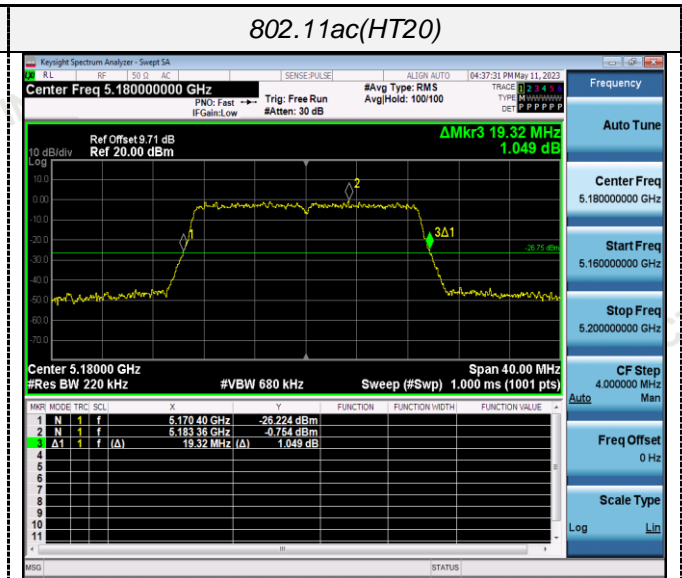 802.11ac(HT20)
Keysight Spectrum Analyzer - Swept SA
RL RF 50 Ω AC SENSE:PULSE ALIGN AUTO 04:37:31 PM May 11, 2023
Center Freq 5.180000000 GHz #Avg Type: RMS TRACE 1 2 3 4 5 6
PNO: Fast Trig: Free Run Avg|Hold: 100/100 TYPE M WWWWW
IFGain:Low #Atten: 30 dB DET P P P P P P
Frequency
Auto Tune
Ref Offset 9.71 dB ΔMkr3 19.32 MHz
10 dB/div Ref 20.00 dBm 1.049 dB
Log
10.0
0.00
-10.0
-20.0
-30.0
-40.0
-50.0
-60.0
-70.0
1
2
3Δ1
-26.75 dBm
Center 5.18000 GHz Span 40.00 MHz
#Res BW 220 kHz #VBW 680 kHz Sweep (#Swp) 1.000 ms (1001 pts)
MKR MODE TRC SCL X Y FUNCTION FUNCTION WIDTH FUNCTION VALUE
1 N 1 f 5.170 40 GHz -26.224 dBm
2 N 1 f 5.183 36 GHz -0.754 dBm
3 Δ1 1 f (Δ) 19.32 MHz (Δ) 1.049 dB
4
5
6
7
8
9
10
11
Center Freq
5.180000000 GHz
Start Freq
5.160000000 GHz
Stop Freq
5.200000000 GHz
CF Step
4.000000 MHz
Auto Man
Freq Offset
0 Hz
Scale Type
Log Lin
MSG STATUS